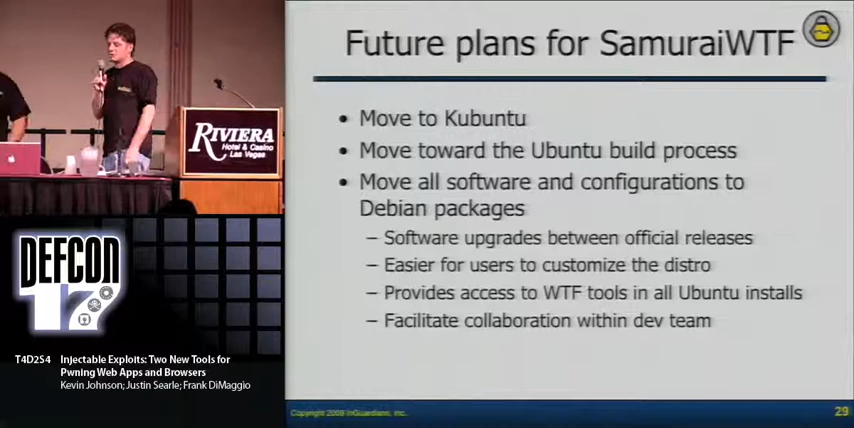 Future plans for SamuraiWTF
• Move to Kubuntu
• Move toward the Ubuntu build process
• Move all software and configurations to
Debian packages
– Software upgrades between official releases
– Easier for users to customize the distro
– Provides access to WTF tools in all Ubuntu installs
– Facilitate collaboration within dev team
Copyright 2009 InGuardians, Inc.
29
RIVIERA
Hotel & Casino
Las Vegas
DEFCON
17
T4D2S4 Injectable Exploits: Two New Tools for
Pwning Web Apps and Browsers
Kevin Johnson; Justin Searle; Frank DiMaggio